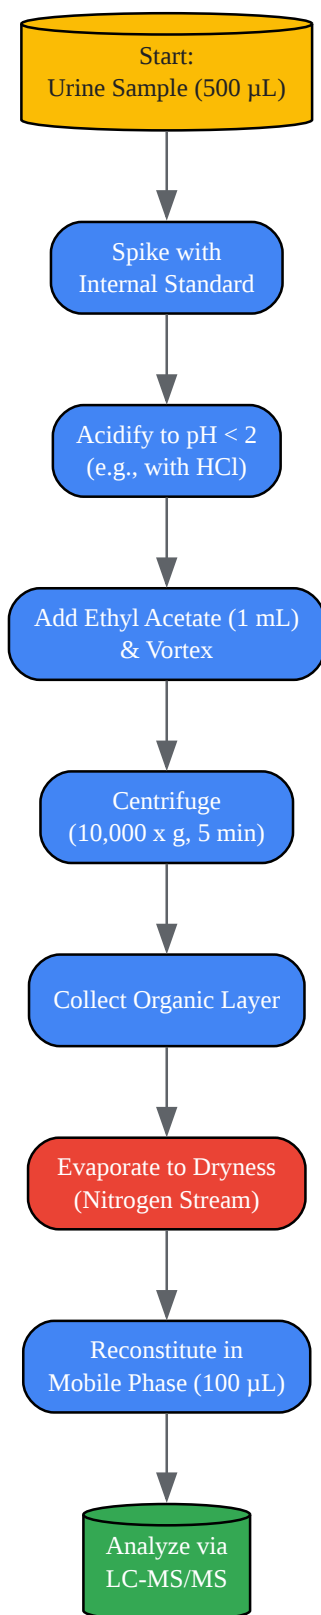 Start:
Urine Sample (500 µL)
Spike with
Internal Standard
Acidify to pH < 2
(e.g., with HCl)
Add Ethyl Acetate (1 mL)
& Vortex
Centrifuge
(10,000 x g, 5 min)
Collect Organic Layer
Evaporate to Dryness
(Nitrogen Stream)
Reconstitute in
Mobile Phase (100 µL)
Analyze via
LC-MS/MS